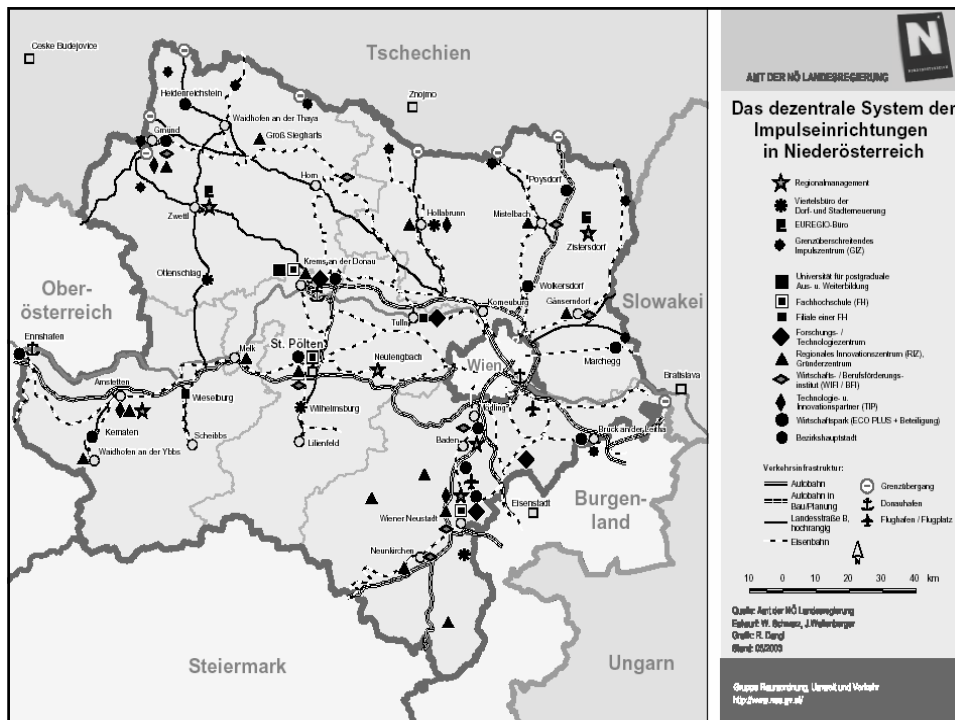 Ceske Budejovice
Tschechien
Znojmo
Heidenreichstein
Waidhofen an der Thaya
Gmünd
Groß Siegharts
Horn
Poysdorf
Zwettl
Hollabrunn
Mistelbach
Zistersdorf
Ottenschlag
Krems an der Donau
Wolkersdorf
Ober-
österreich
Korneuburg
Gänserndorf
Slowakei
Tulln
Ennshafen
St. Pölten
Melk
Neulengbach
Wien
Marchegg
Amstetten
Bratislava
Wieselburg
Wilhelmsburg
Mödling
Kematen
Scheibbs
Lilienfeld
Baden
Bruck an der Leitha
Waidhofen an der Ybbs
Eisenstadt
Burgen-
land
Wiener Neustadt
Neunkirchen
Steiermark
Ungarn
N
AMT DER NÖ LANDESREGIERUNG
Das dezentrale System der
Impulseinrichtungen
in Niederösterreich
Regionalmanagement
Viertelsbüro der
Dorf- und Stadterneuerung
EUREGIO-Büro
Grenzüberschreitendes
Impulszentrum (GIZ)
Universität für postgraduale
Aus- u. Weiterbildung
Fachhochschule (FH)
Filiale einer FH
Forschungs- /
Technologiezentrum
Regionales Innovationszentrum (RIZ),
Gründerzentrum
Wirtschafts- / Berufsförderungs-
institut (WIFI / BFI)
Technologie- u.
Innovationspartner (TIP)
Wirtschaftspark (ECO PLUS + Beteiligung)
Bezirkshauptstadt
Verkehrsinfrastruktur:
Autobahn
Autobahn in
Bau/Planung
Landesstraße B,
hochrangig
Eisenbahn
Grenzübergang
Donauhafen
Flughafen / Flugplatz
N
10 0 10 20 30 40 km
Quelle: Amt der NÖ Landesregierung
Entwurf: W. Schwarz, J.Wallenberger
Grafik: R. Dangl
Stand: 03/2003
Gruppe Raumordnung, Umwelt und Verkehr